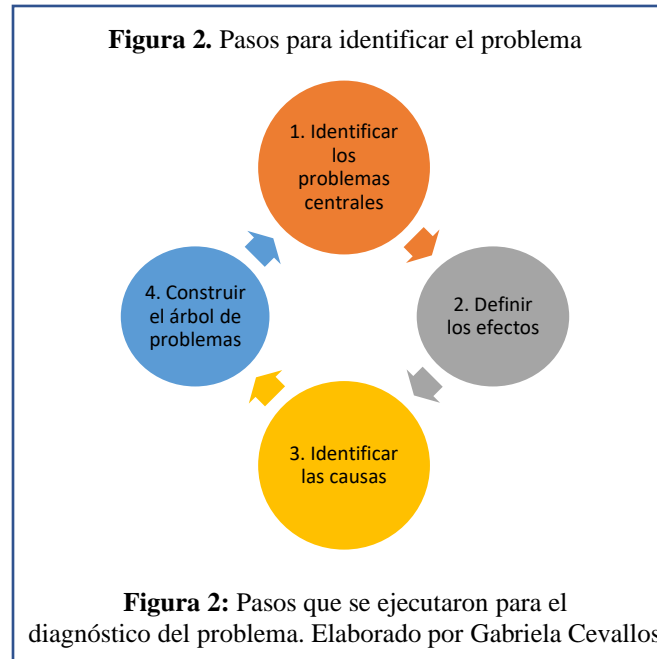 Figura 2. Pasos para identificar el problema
1. Identificar
los
problemas
centrales
2. Definir
los efectos
3. Identificar
las causas
4. Construir
el árbol de
problemas
Figura 2: Pasos que se ejecutaron para el
diagnóstico del problema. Elaborado por Gabriela Cevallos